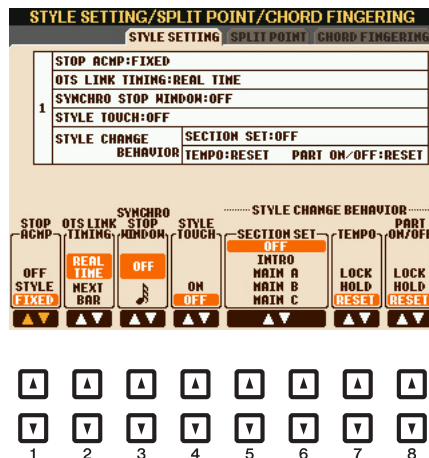 STYLE SETTING/SPLIT POINT/CHORD FINGERING
STYLE SETTING SPLIT POINT CHORD FINGERING
1
STOP ACMP:FIXED
OTS LINK TIMING:REAL TIME
SYNCHRO STOP WINDOW:OFF
STYLE TOUCH:OFF
STYLE CHANGE BEHAVIOR
SECTION SET:OFF
TEMPO:RESET PART ON/OFF:RESET
STYLE CHANGE BEHAVIOR
STOP ACMP
OTS LINK TIMING
SYNCHRO STOP WINDOW
STYLE TOUCH
SECTION SET
TEMPO
PART ON/OFF
OFF
STYLE
FIXED
REAL TIME
NEXT BAR
OFF
ON
OFF
OFF
INTRO
MAIN A
MAIN B
MAIN C
LOCK
HOLD
RESET
LOCK
HOLD
RESET
1 2 3 4 5 6 7 8